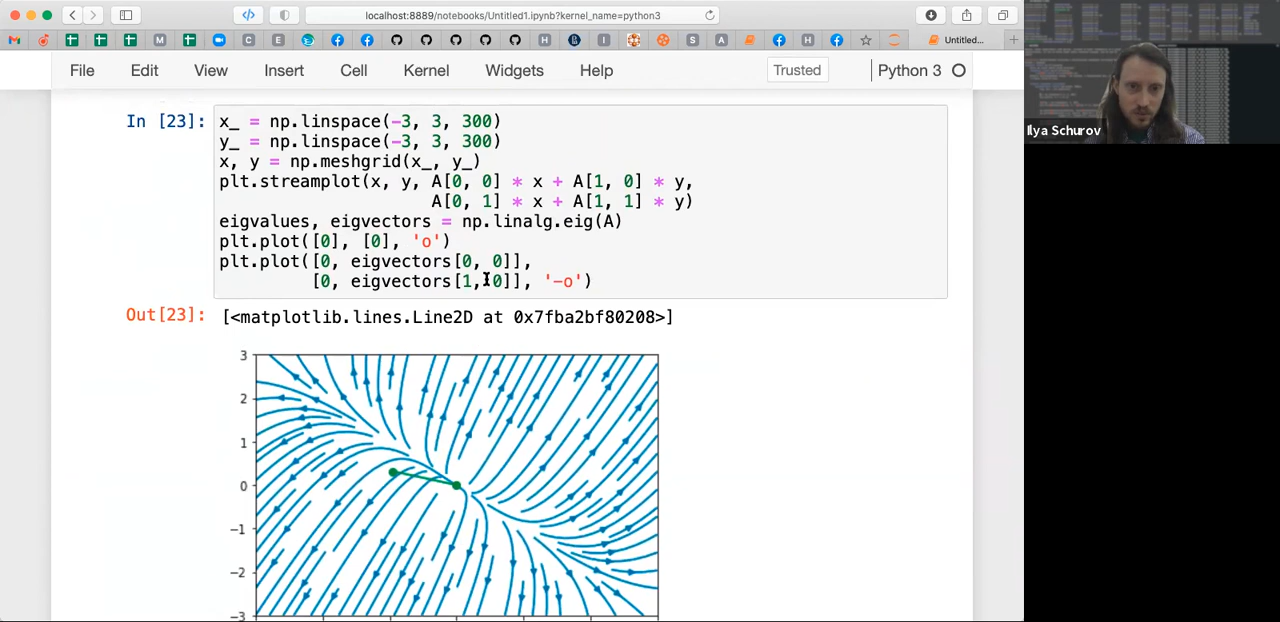 localhost:8889/notebooks/Untitled1.ipynb?kernel_name=python3
M C E H I S A H Untitled...
File Edit View Insert Cell Kernel Widgets Help Trusted Python 3
In [23]:
x_ = np.linspace(-3, 3, 300)
y_ = np.linspace(-3, 3, 300)
x, y = np.meshgrid(x_, y_)
plt.streamplot(x, y, A[0, 0] * x + A[1, 0] * y,
A[0, 1] * x + A[1, 1] * y)
eigvalues, eigvectors = np.linalg.eig(A)
plt.plot([0], [0], 'o')
plt.plot([0, eigvectors[0, 0]],
[0, eigvectors[1, 0]], '-o')
Out[23]: [<matplotlib.lines.Line2D at 0x7fba2bf80208>]
3
2
1
0
−1
−2
−3
Ilya Schurov